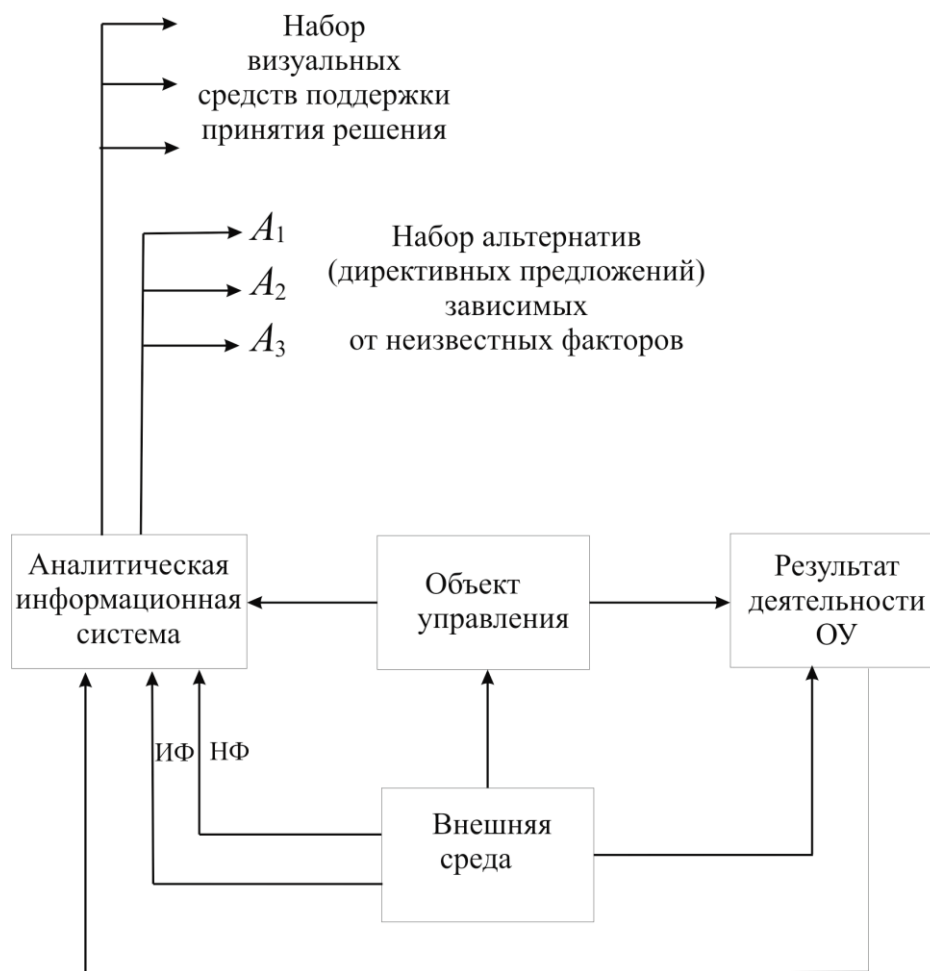 Набор
визуальных
средств поддержки
принятия решения
A1
A2
A3
Набор альтернатив
(директивных предложений)
зависимых
от неизвестных факторов
Аналитическая
информационная
система
Объект
управления
Результат
деятельности
ОУ
ИФ
НФ
Внешняя
среда